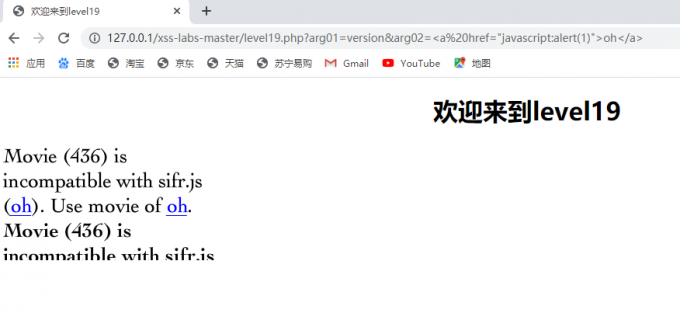 欢迎来到level19
127.0.0.1/xss-labs-master/level19.php?arg01=version&arg02=<a%20href="javascript:alert(1)">oh</a>
应用 百度 淘宝 京东 天猫 苏宁易购 Gmail YouTube 地图
欢迎来到level19
Movie (436) is
incompatible with sifr.js
(oh). Use movie of oh.
Movie (436) is
incompatible with sifr.js